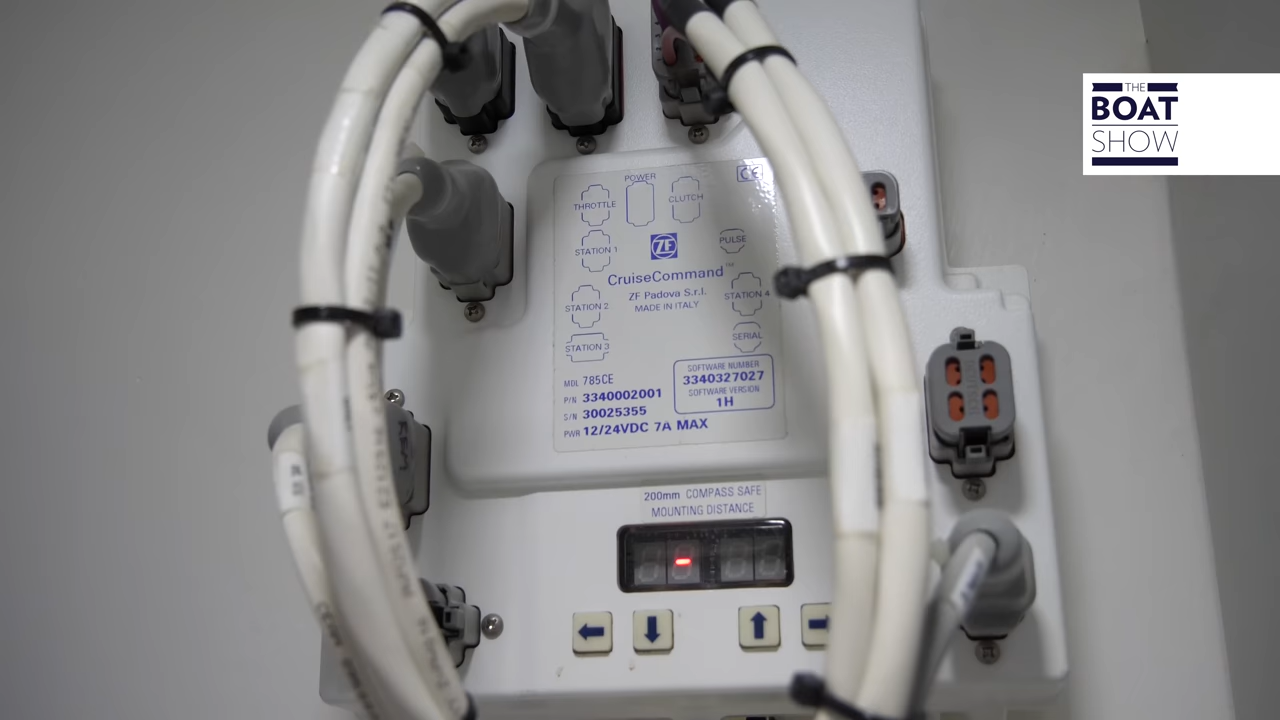 THE
BOAT
SHOW
CE
POWER
THROTTLE
CLUTCH
STATION 1
ZF
PULSE
CruiseCommand™
STATION 2
ZF Padova S.r.l.
STATION 4
MADE IN ITALY
STATION 3
SERIAL
MDL 785CE
P/N 3340002001
S/N 30025355
PWR 12/24VDC 7A MAX
SOFTWARE NUMBER
3340327027
SOFTWARE VERSION
1H
200mm COMPASS SAFE
MOUNTING DISTANCE